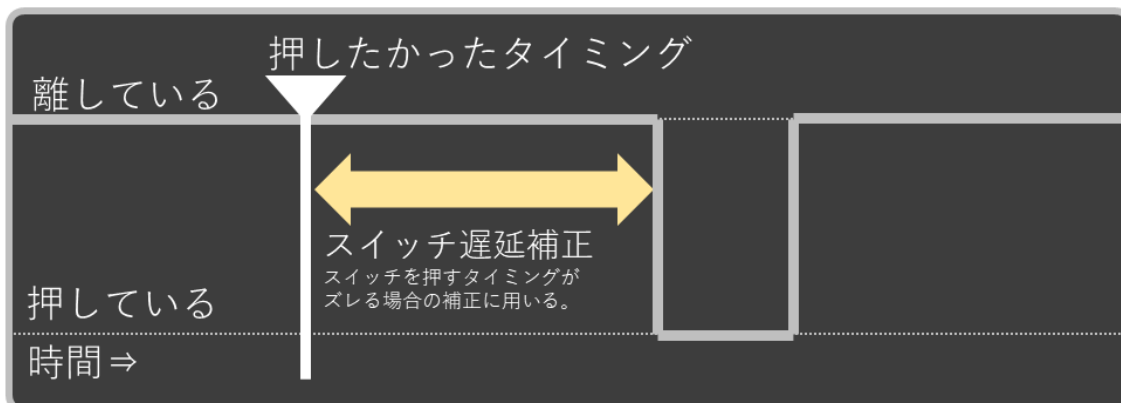 押したかったタイミング
離している
スイッチ遅延補正
スイッチを押すタイミングが
ズレる場合の補正に用いる。
押している
時間⇒